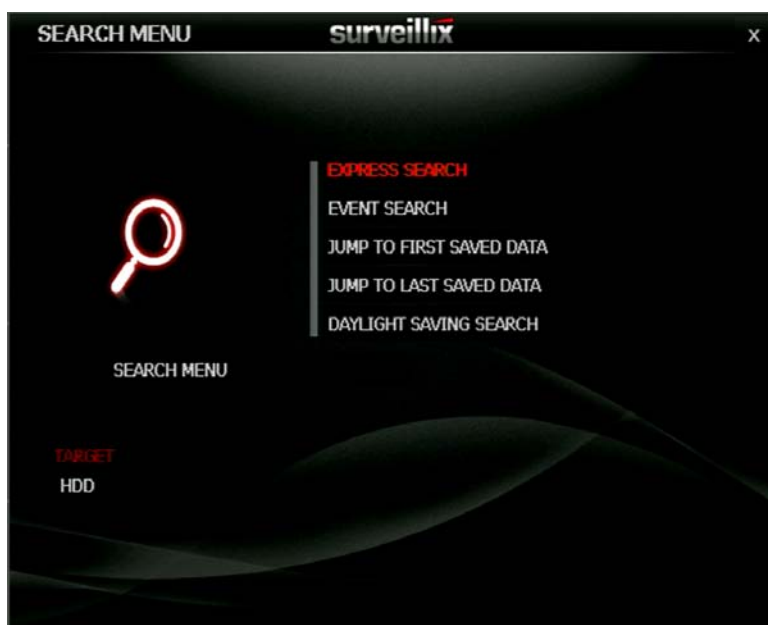 SEARCH MENU
surveillix
X
EXPRESS SEARCH
EVENT SEARCH
JUMP TO FIRST SAVED DATA
JUMP TO LAST SAVED DATA
DAYLIGHT SAVING SEARCH
SEARCH MENU
TARGET
HDD